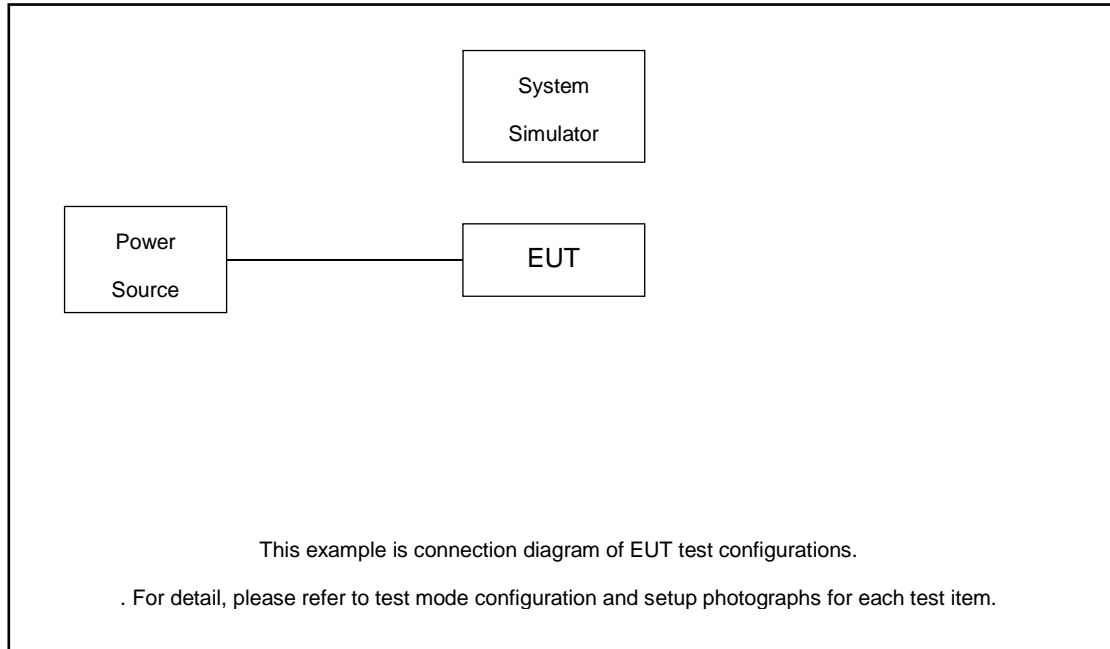 System
Simulator
Power
Source
EUT
This example is connection diagram of EUT test configurations.
. For detail, please refer to test mode configuration and setup photographs for each test item.